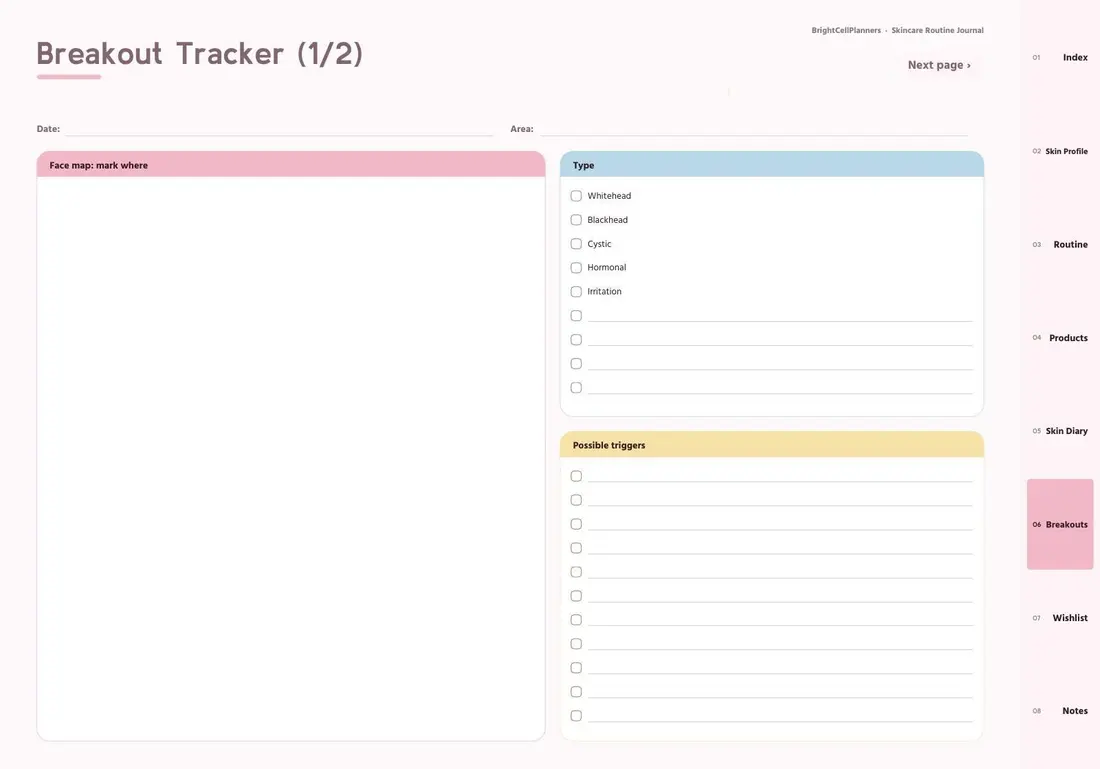 BrightCellPlanners · Skincare Routine Journal
Breakout Tracker (1/2)
Next page ›
Date:
Area:
Face map: mark where
Type
Whitehead
Blackhead
Cystic
Hormonal
Irritation
Possible triggers
01 Index
02 Skin Profile
03 Routine
04 Products
05 Skin Diary
06 Breakouts
07 Wishlist
08 Notes